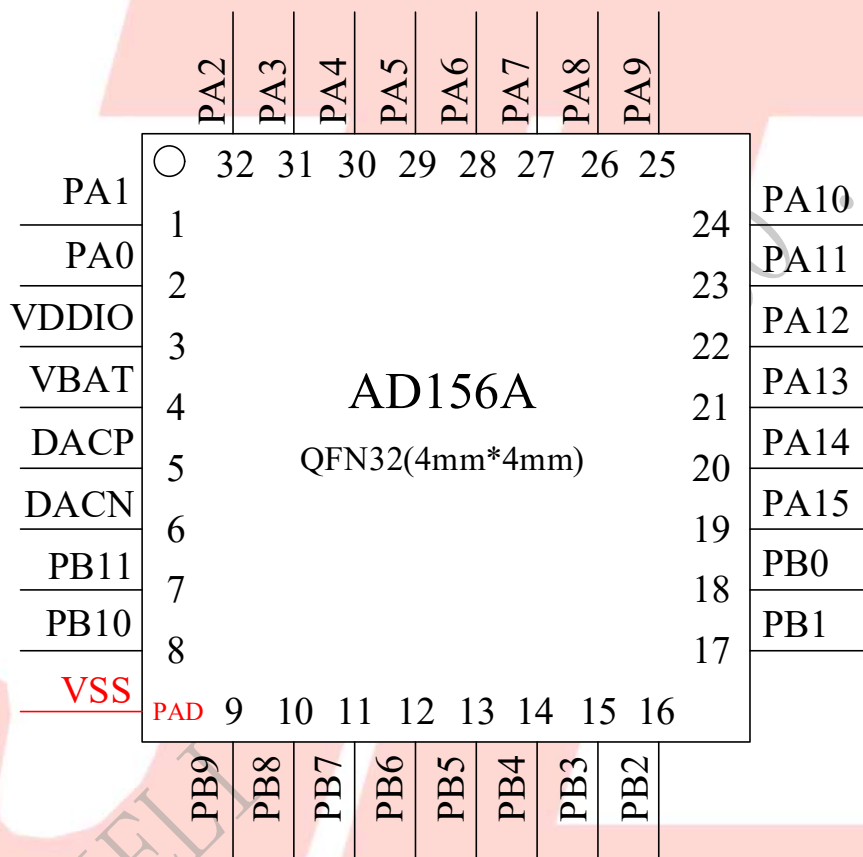 PA2 PA3 PA4 PA5 PA6 PA7 PA8 PA9
32 31 30 29 28 27 26 25
PA1 1
PA0 2
VDDIO 3
VBAT 4
DACP 5
DACN 6
PB11 7
PB10 8
VSS PAD
AD156A
QFN32(4mm*4mm)
24 PA10
23 PA11
22 PA12
21 PA13
20 PA14
19 PA15
18 PB0
17 PB1
9 10 11 12 13 14 15 16
PB9 PB8 PB7 PB6 PB5 PB4 PB3 PB2